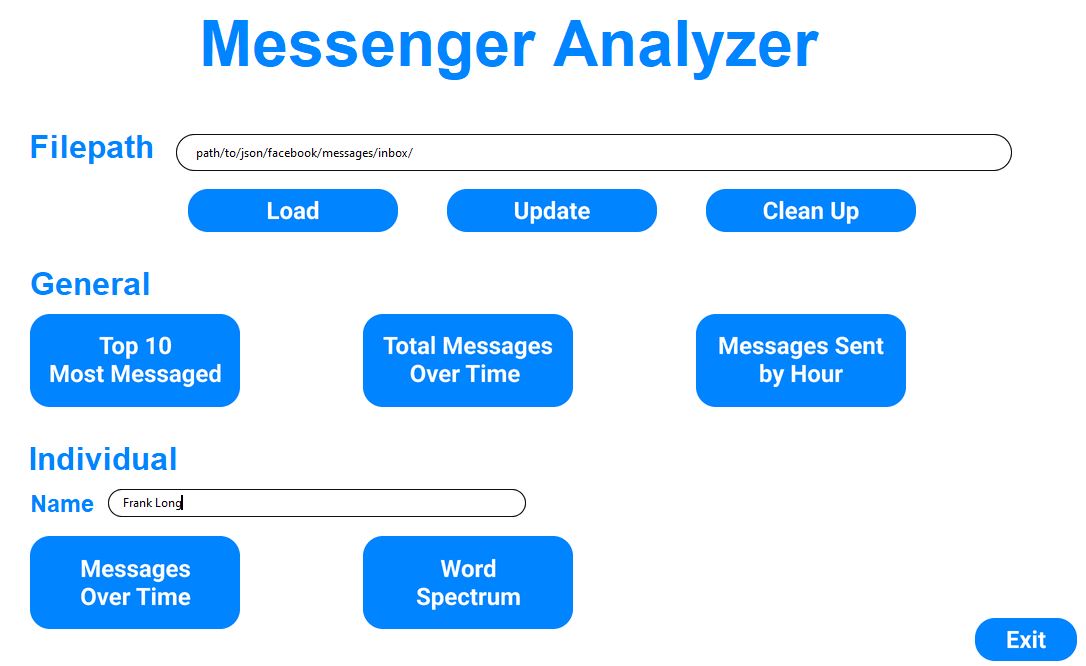 Messenger Analyzer
Filepath
path/to/json/facebook/messages/inbox/
Load
Update
Clean Up
General
Top 10
Most Messaged
Total Messages
Over Time
Messages Sent
by Hour
Individual
Name
Frank Long
Messages
Over Time
Word
Spectrum
Exit